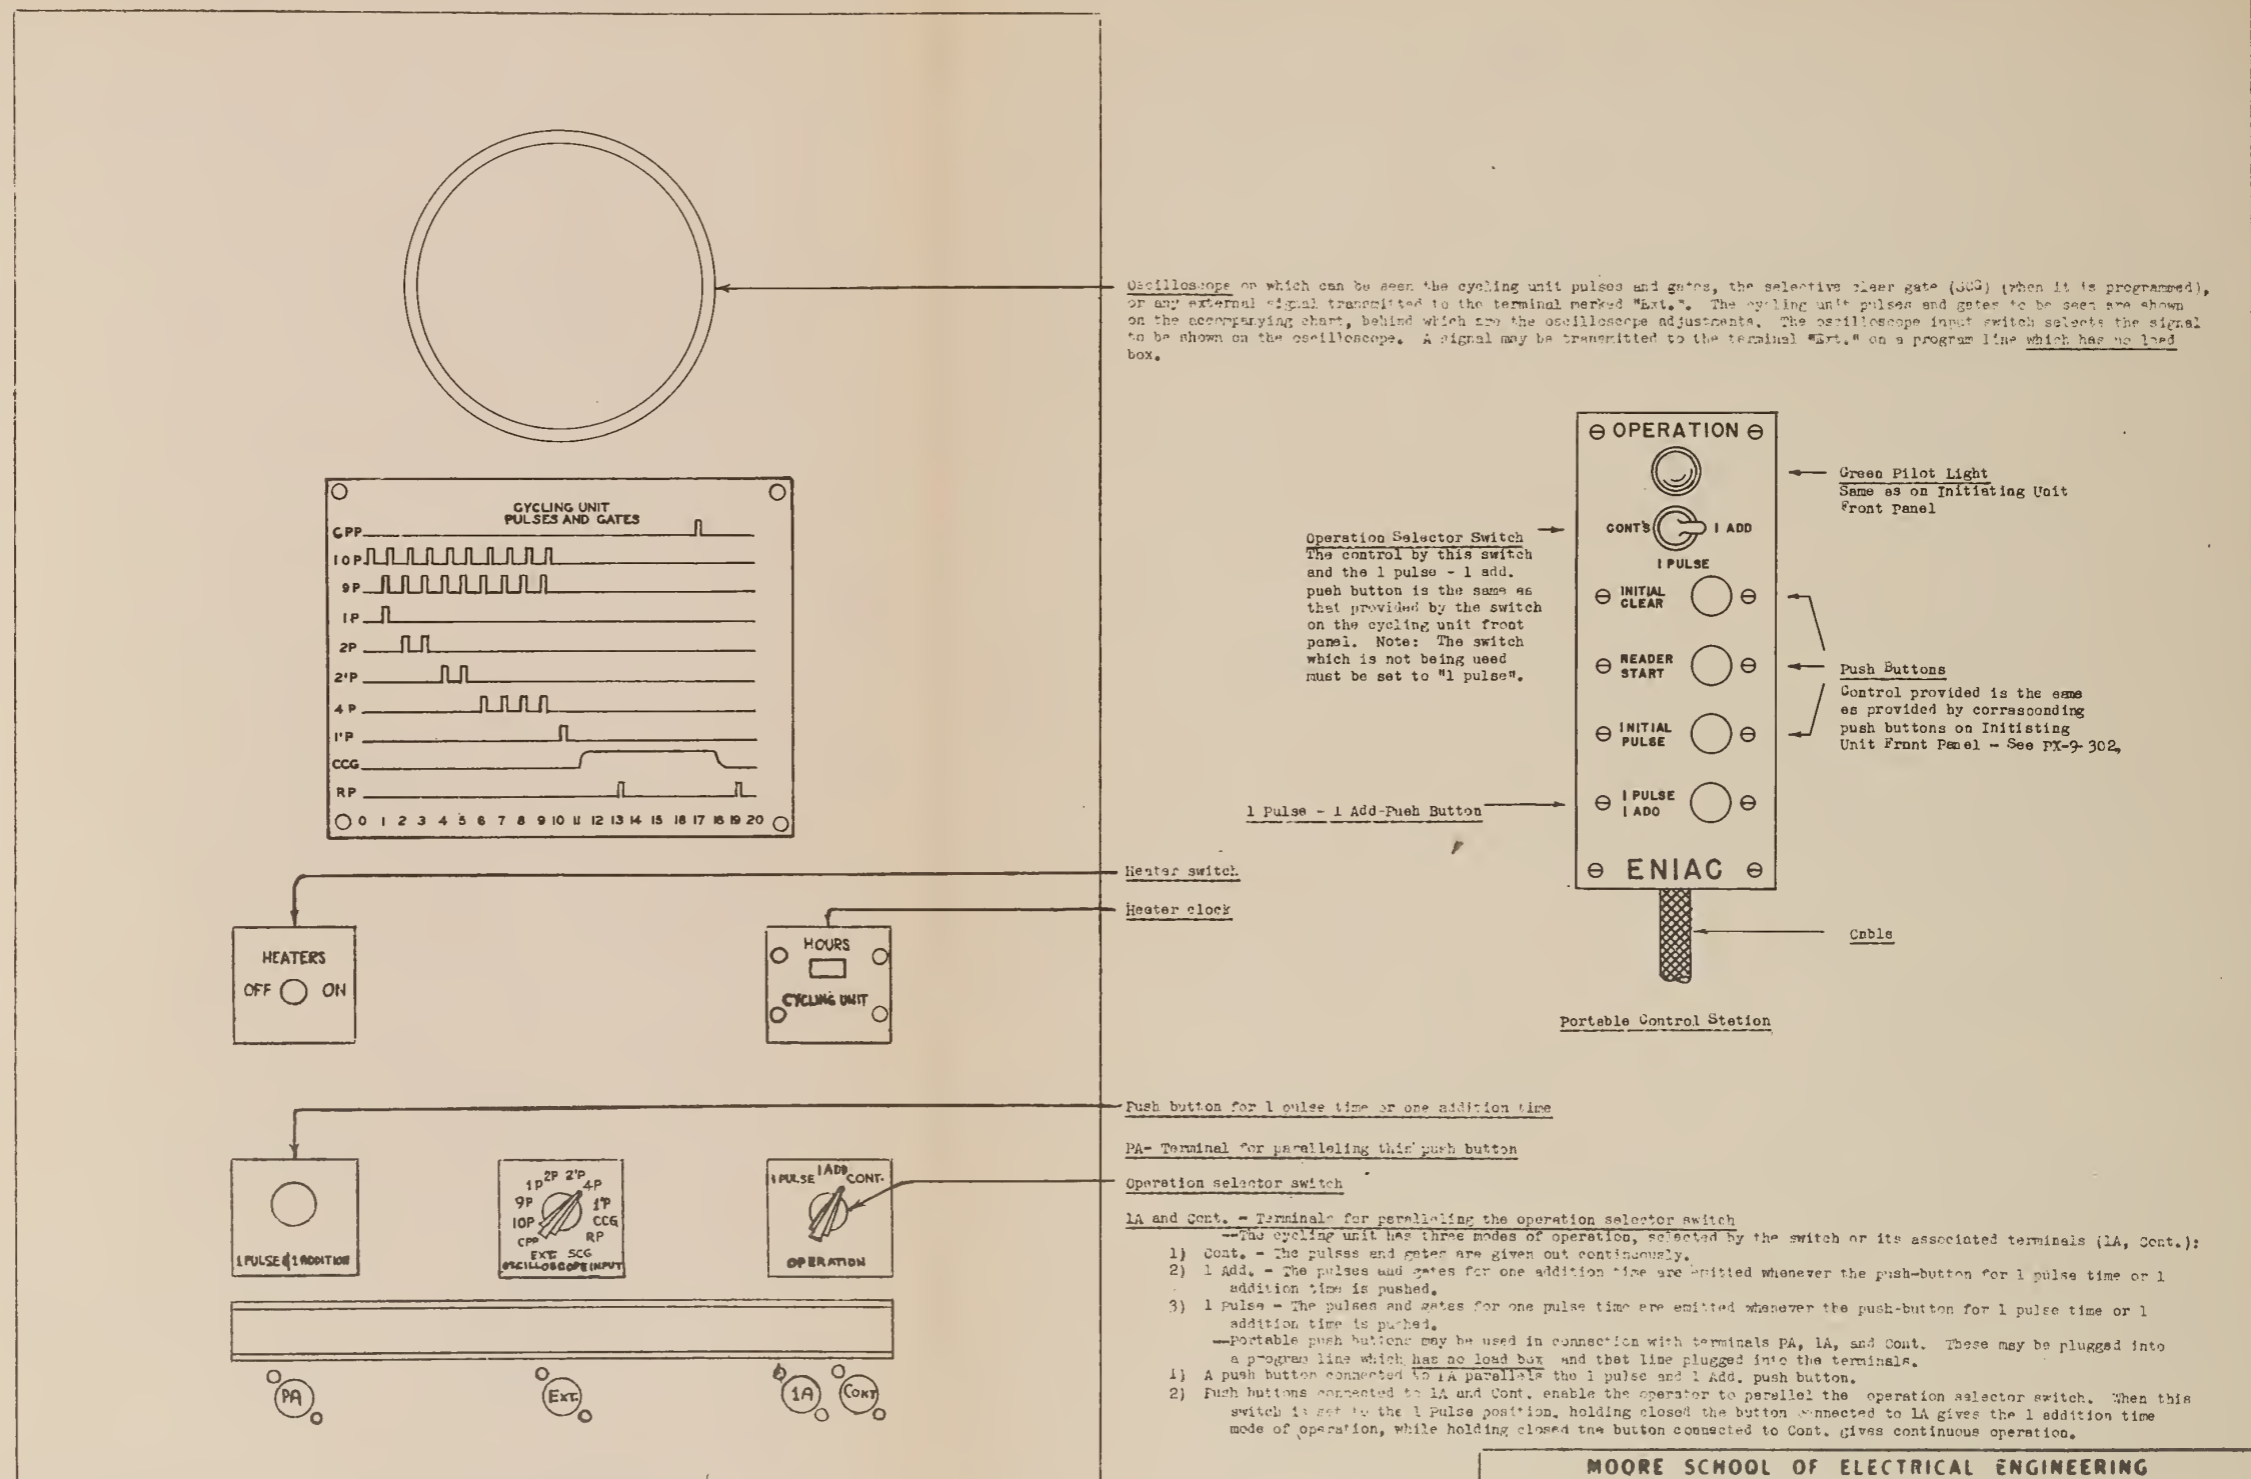 Oscilloscope on which can be seen the cycling unit pulses and gates, the selective clear gate (SCG) (when it is programmed),
or any external signal transmitted to the terminal merked "Ext.". The cycling unit pulses and gates to be seen are shown
on the accompanying chart, behind which are the oscilloscope adjustments. The oscilloscope input switch selects the signal
to be shown on the oscilloscope. A signal may be transmitted to the terminal "Ext." on a program line which has no load
box.
CYCLING UNIT
PULSES AND GATES
CPP
10P
9P
1P
2P
2'P
4P
1'P
CCG
RP
0 1 2 3 4 5 6 7 8 9 10 11 12 13 14 15 16 17 18 19 20
OPERATION
CONT'S 1 ADD
1 PULSE
INITIAL
CLEAR
READER
START
INITIAL
PULSE
1 PULSE
1 ADD
ENIAC
Green Pilot Light
Same as on Initiating Unit
Front Panel
Operation Selector Switch
The control by this switch
and the 1 pulse - 1 add.
push button is the same as
that provided by the switch
on the cycling unit front
panel. Note: The switch
which is not being used
must be set to "1 pulse".
Push Buttons
Control provided is the same
as provided by corrasconding
push buttons on Initisting
Unit Front Panel - See PX-9-302,
1 Pulse - 1 Add-Push Button
Cable
Portable Control Station
Heater switch
Heater clock
HEATERS
OFF ON
HOURS
CYCLING UNIT
Push button for 1 pulse time or one addition time
PA- Terminal for paralleling this push button
Operation selector switch
1 PULSE & 1 ADDITION
1P 2P 2'P 4P
9P 1'P
10P CCG
CPP RP
EXT. SCG
OSCILLOSCOPE INPUT
1 PULSE 1 ADD CONT.
OPERATION
PA
EXT.
1A
CONT
1A and Cont. - Terminals for paralleling the operation selector switch
--The cycling unit has three modes of operation, selected by the switch or its associated terminals (1A, Cont.):
1) Cont. - The pulses and gates are given out continuously.
2) 1 Add. - The pulses and gates for one addition time are emitted whenever the push-button for 1 pulse time or 1
addition time is pushed.
3) 1 Pulse - The pulses and gates for one pulse time are emitted whenever the push-button for 1 pulse time or 1
addition time is pushed.
--Portable push buttons may be used in connection with terminals PA, 1A, and Cont. These may be plugged into
a program line which has no load box and that line plugged into the terminals.
1) A push button connected to PA parallels the 1 pulse and 1 Add. push button.
2) Push buttons connected to 1A and Cont. enable the operator to parallel the operation selector switch. When this
switch is set to the 1 Pulse position, holding closed the button connected to 1A gives the 1 addition time
mode of operation, while holding closed the button connected to Cont. gives continuous operation.
MOORE SCHOOL OF ELECTRICAL ENGINEERING